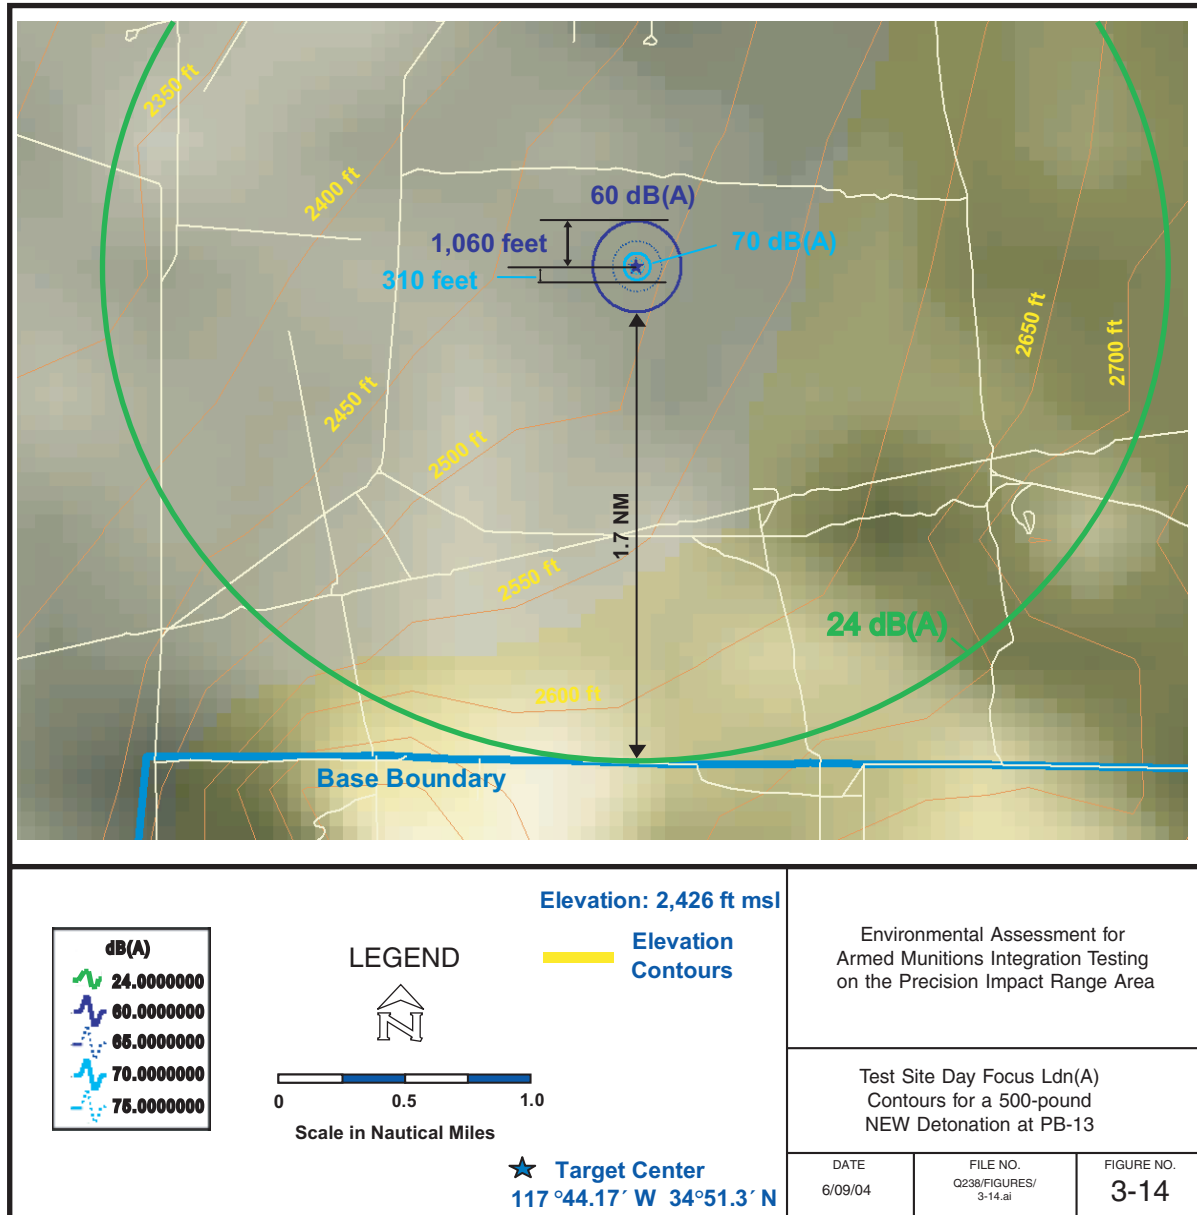 2350 ft
2400 ft
60 dB(A)
1,060 feet
70 dB(A)
310 feet
2650 ft
2700 ft
2450 ft
2500 ft
1.7 NM
2550 ft
24 dB(A)
2600 ft
Base Boundary
dB(A)
24.0000000
60.0000000
65.0000000
70.0000000
75.0000000
LEGEND
N
0 0.5 1.0
Scale in Nautical Miles
Elevation: 2,426 ft msl
Elevation
Contours
Target Center
117 °44.17´ W 34°51.3´ N
Environmental Assessment for
Armed Munitions Integration Testing
on the Precision Impact Range Area
Test Site Day Focus Ldn(A)
Contours for a 500-pound
NEW Detonation at PB-13
DATE
6/09/04
FILE NO.
Q238/FIGURES/
3-14.ai
FIGURE NO.
3-14